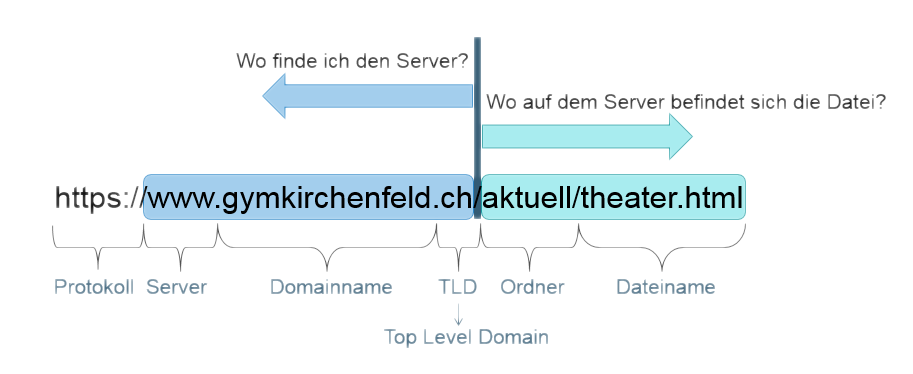 Wo finde ich den Server?
Wo auf dem Server befindet sich die Datei?
https://www.gymkirchenfeld.ch/aktuell/theater.html
Protokoll Server Domainname TLD Ordner Dateiname
Top Level Domain